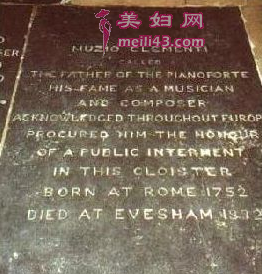 美妇网
meili43.com
MUZIO CLEMENTI
CALLED
THE FATHER OF THE PIANOFORTE
HIS FAME AS A MUSICIAN
AND COMPOSER
ACKNOWLEDGED THROUGHOUT EUROP
PROCURED HIM THE HONOUR
OF A PUBLIC INTERMENT
IN THIS CLOISTER
BORN AT ROME 1752
DIED AT EVESHAM 1832